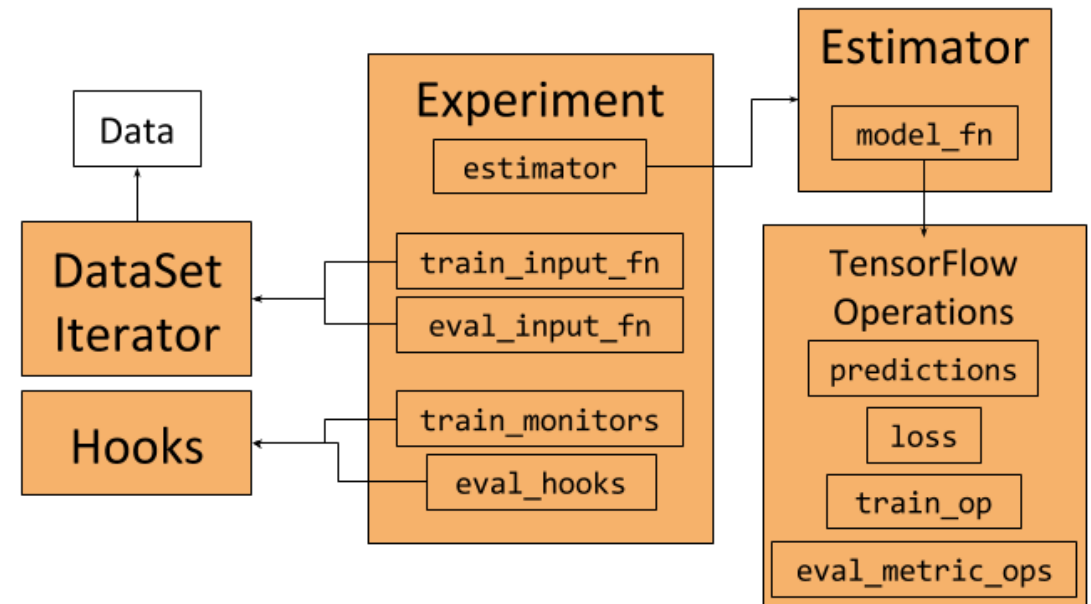 Data
DataSet
Iterator
Hooks
Experiment
estimator
train_input_fn
eval_input_fn
train_monitors
eval_hooks
Estimator
model_fn
TensorFlow
Operations
predictions
loss
train_op
eval_metric_ops